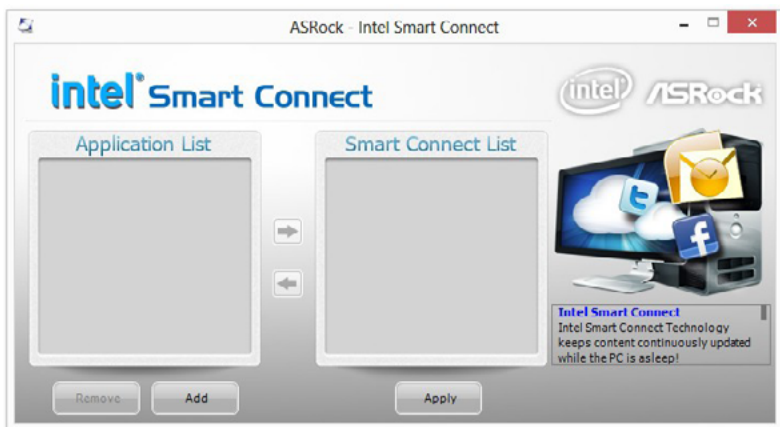 ASRock - Intel Smart Connect
intel Smart Connect
intel ASRock
Application List
Smart Connect List
Intel Smart Connect
Intel Smart Connect Technology
keeps content continuously updated
while the PC is asleep!
Remove
Add
Apply